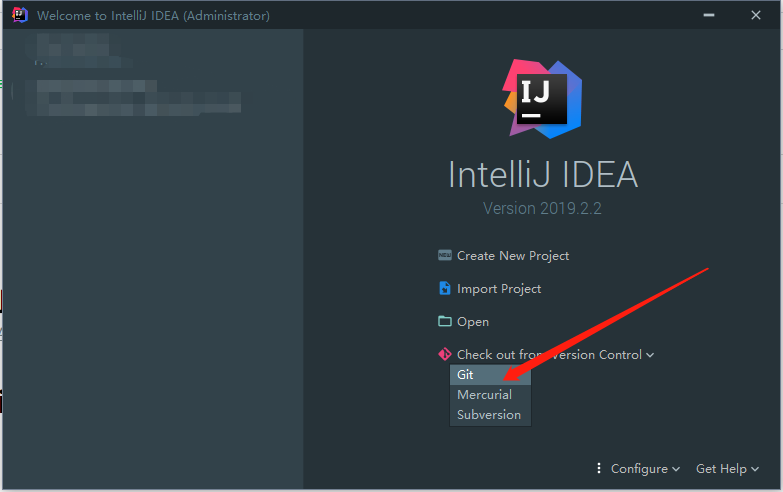 Welcome to IntelliJ IDEA (Administrator)
IJ
IntelliJ IDEA
Version 2019.2.2
Create New Project
Import Project
Open
Check out from Version Control
Git
Mercurial
Subversion
Configure
Get Help